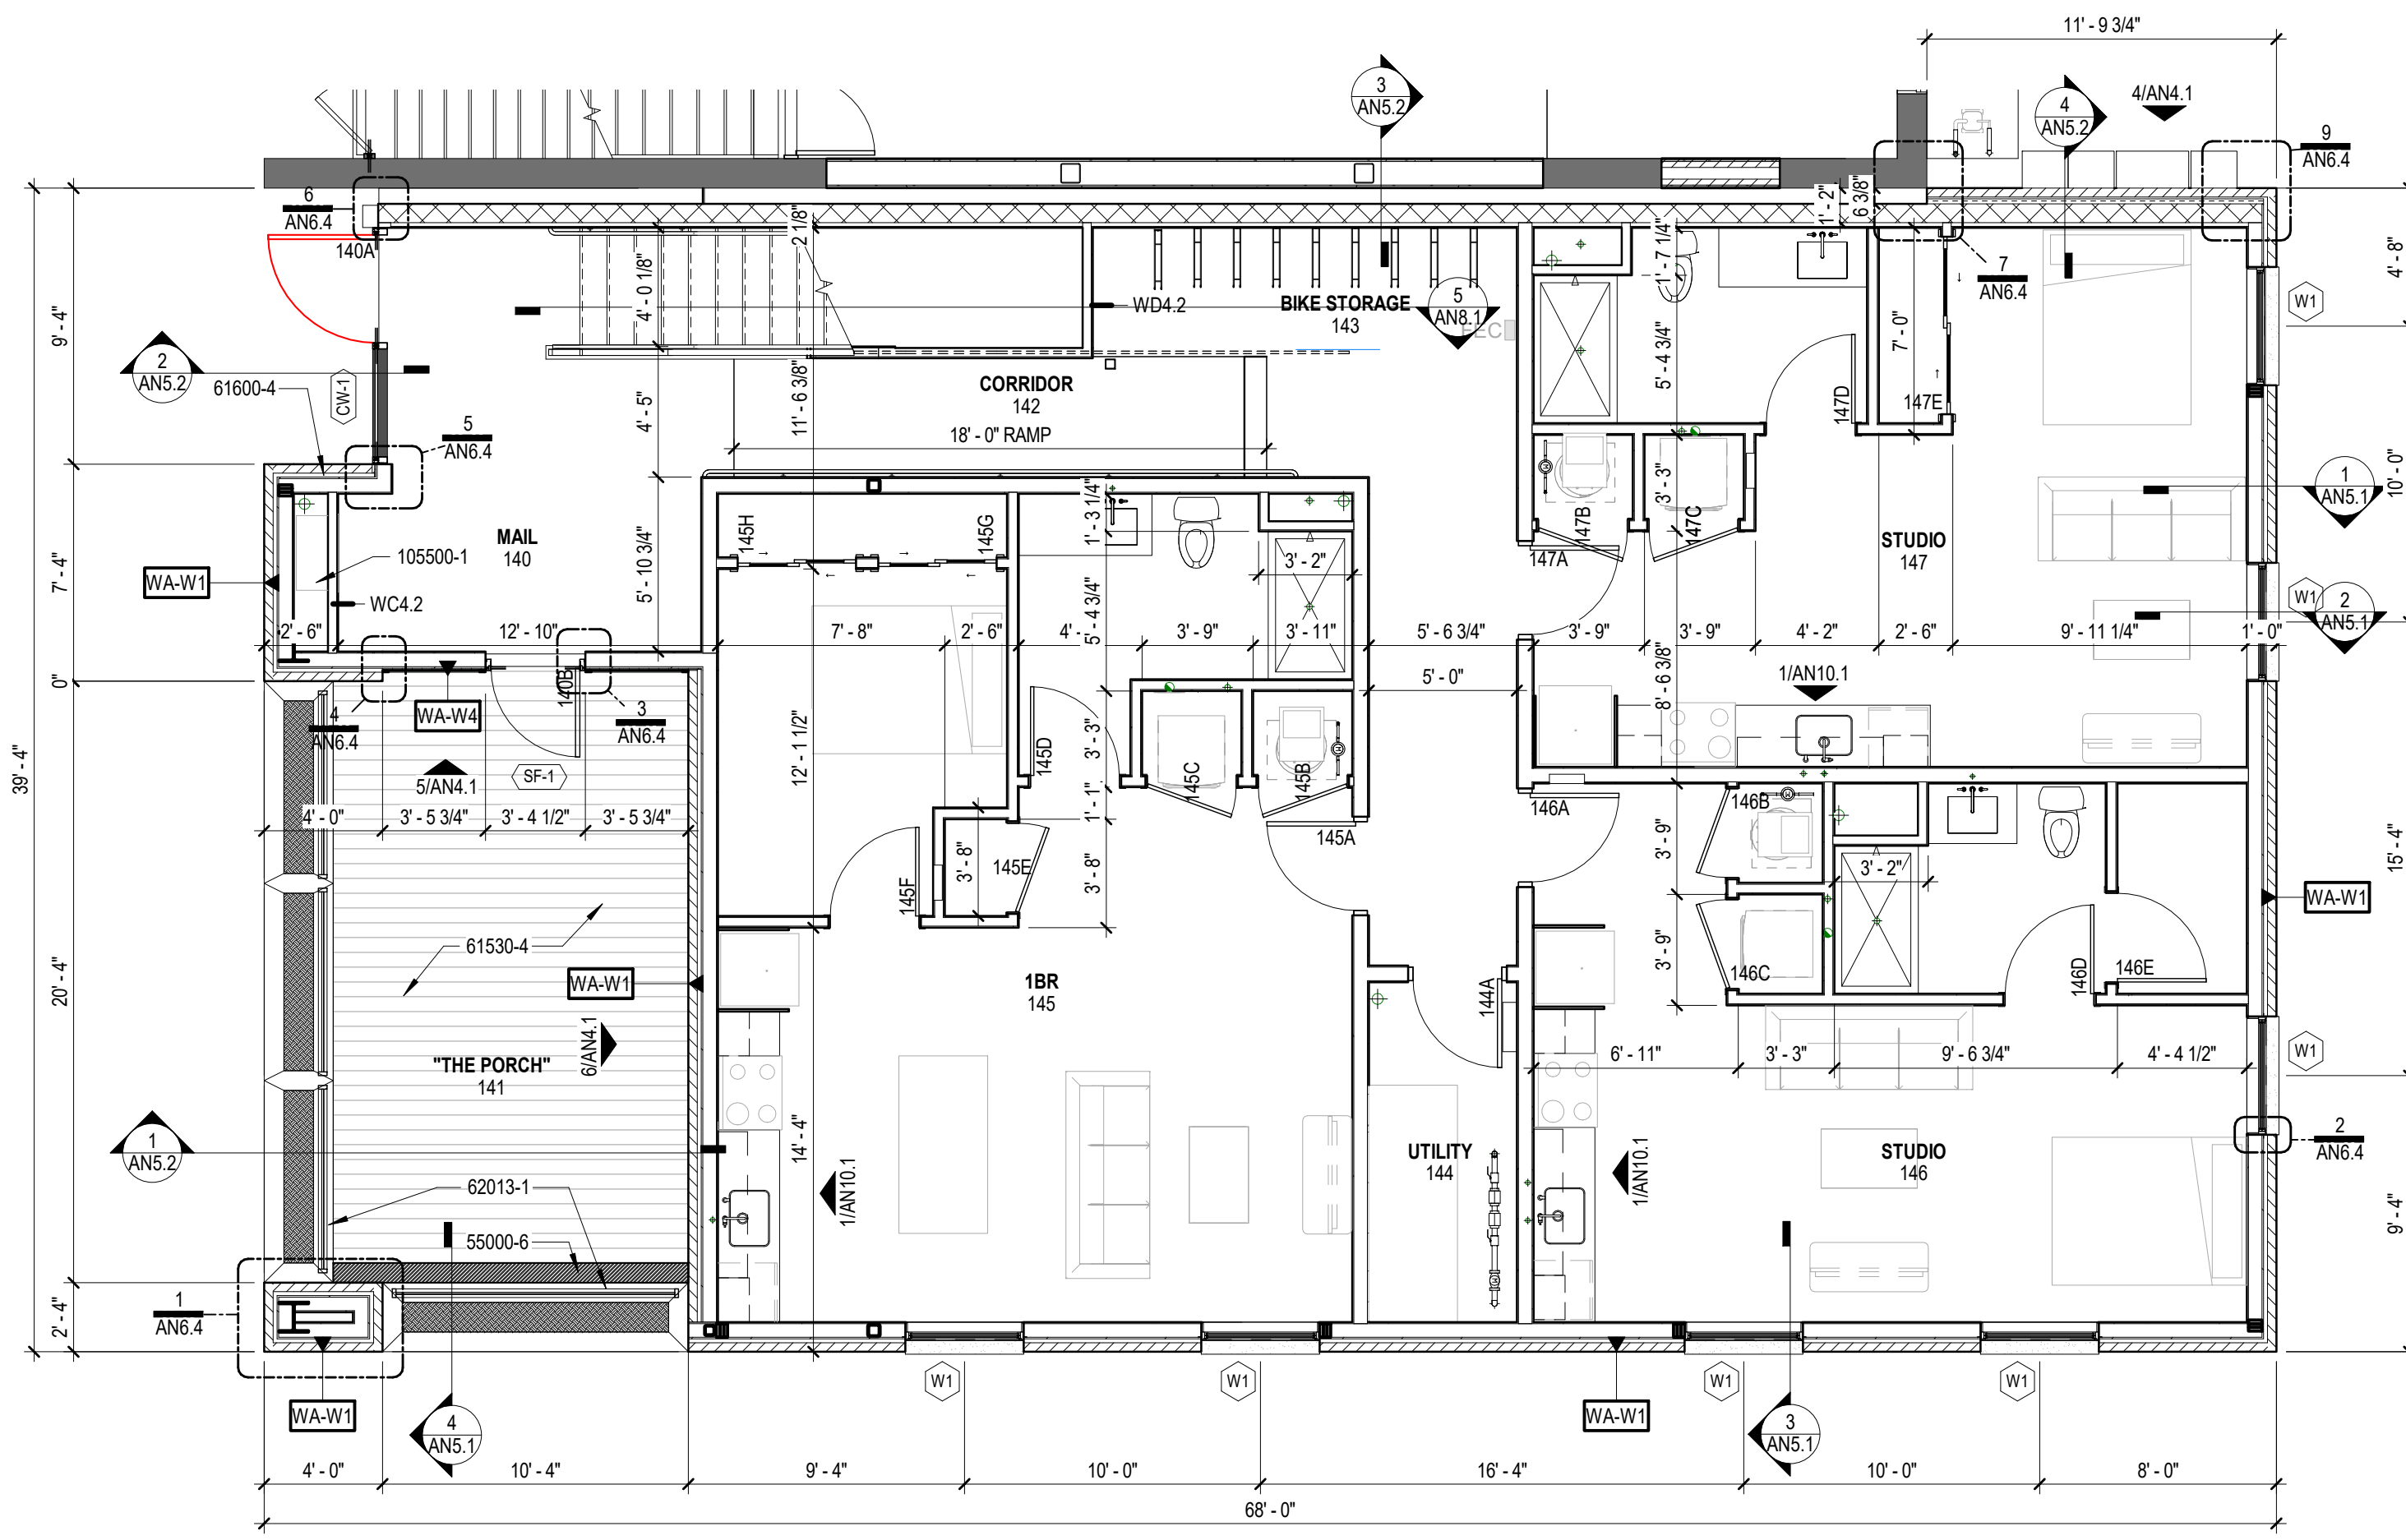 11' - 9 3/4"
3
AN5.2
4
AN5.2
4/AN4.1
9
AN6.4
6
AN6.4
140A
2 1/8"
1' - 2"
6 3/8"
1' - 7 1/4"
7
AN6.4
4' - 8"
W1
9' - 4"
4' - 0 1/8"
WD4.2
BIKE STORAGE
143
5
AN8.1
EEC
5' - 4 3/4"
7' - 0"
2
AN5.2
61600-4
CW-1
CORRIDOR
142
11' - 6 3/8"
4' - 5"
18' - 0" RAMP
147D
147E
5
AN6.4
3' - 3"
10' - 0"
1
AN5.1
MAIL
140
105500-1
145H
145G
1' - 3 1/4"
147B
147C
147A
STUDIO
147
7' - 4"
WA-W1
WC4.2
5' - 10 3/4"
3' - 2"
5' - 4 3/4"
W1
2
AN5.1
2' - 6"
12' - 10"
7' - 8"
2' - 6"
4' -
3' - 9"
3' - 11"
5' - 6 3/4"
3' - 9"
3' - 9"
4' - 2"
2' - 6"
9' - 11 1/4"
1' - 0"
0"
140B
8' - 6 3/8"
5' - 0"
1/AN10.1
4
AN6.4
WA-W4
3
AN6.4
39' - 4"
12' - 1 1/2"
145D
3' - 3"
145C
145B
5/AN4.1
SF-1
1' - 1"
146A
146B
4' - 0"
3' - 5 3/4"
3' - 4 1/2"
3' - 5 3/4"
145A
3' - 9"
15' - 4"
3' - 8"
145E
3' - 8"
145F
3' - 2"
WA-W1
61530-4
3' - 9"
146C
146D
146E
20' - 4"
WA-W1
1BR
145
144A
6/AN4.1
"THE PORCH"
141
6' - 11"
3' - 3"
9' - 6 3/4"
4' - 4 1/2"
W1
1
AN5.2
14' - 4"
UTILITY
144
STUDIO
146
2
AN6.4
62013-1
1/AN10.1
1/AN10.1
9' - 4"
55000-6
1
AN6.4
2' - 4"
W1
W1
W1
W1
WA-W1
4
AN5.1
WA-W1
3
AN5.1
4' - 0"
10' - 4"
9' - 4"
10' - 0"
16' - 4"
10' - 0"
8' - 0"
68' - 0"